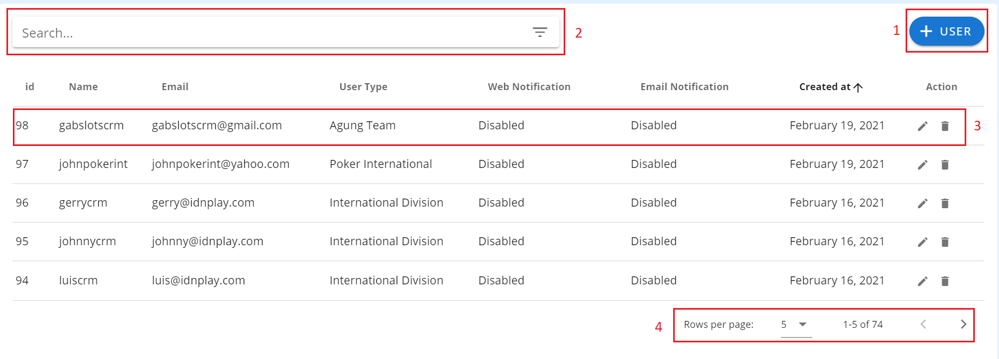 Search... 2 1 USER
id Name Email User Type Web Notification Email Notification Created at Action
98 gabslotscrm gabslotscrm@gmail.com Agung Team Disabled Disabled February 19, 2021 3
97 johnpokerint johnpokerint@yahoo.com Poker International Disabled Disabled February 19, 2021
96 gerrycrm gerry@idnplay.com International Division Disabled Disabled February 16, 2021
95 johnnycrm johnny@idnplay.com International Division Disabled Disabled February 16, 2021
94 luiscrm luis@idnplay.com International Division Disabled Disabled February 16, 2021
4 Rows per page: 5 1-5 of 74